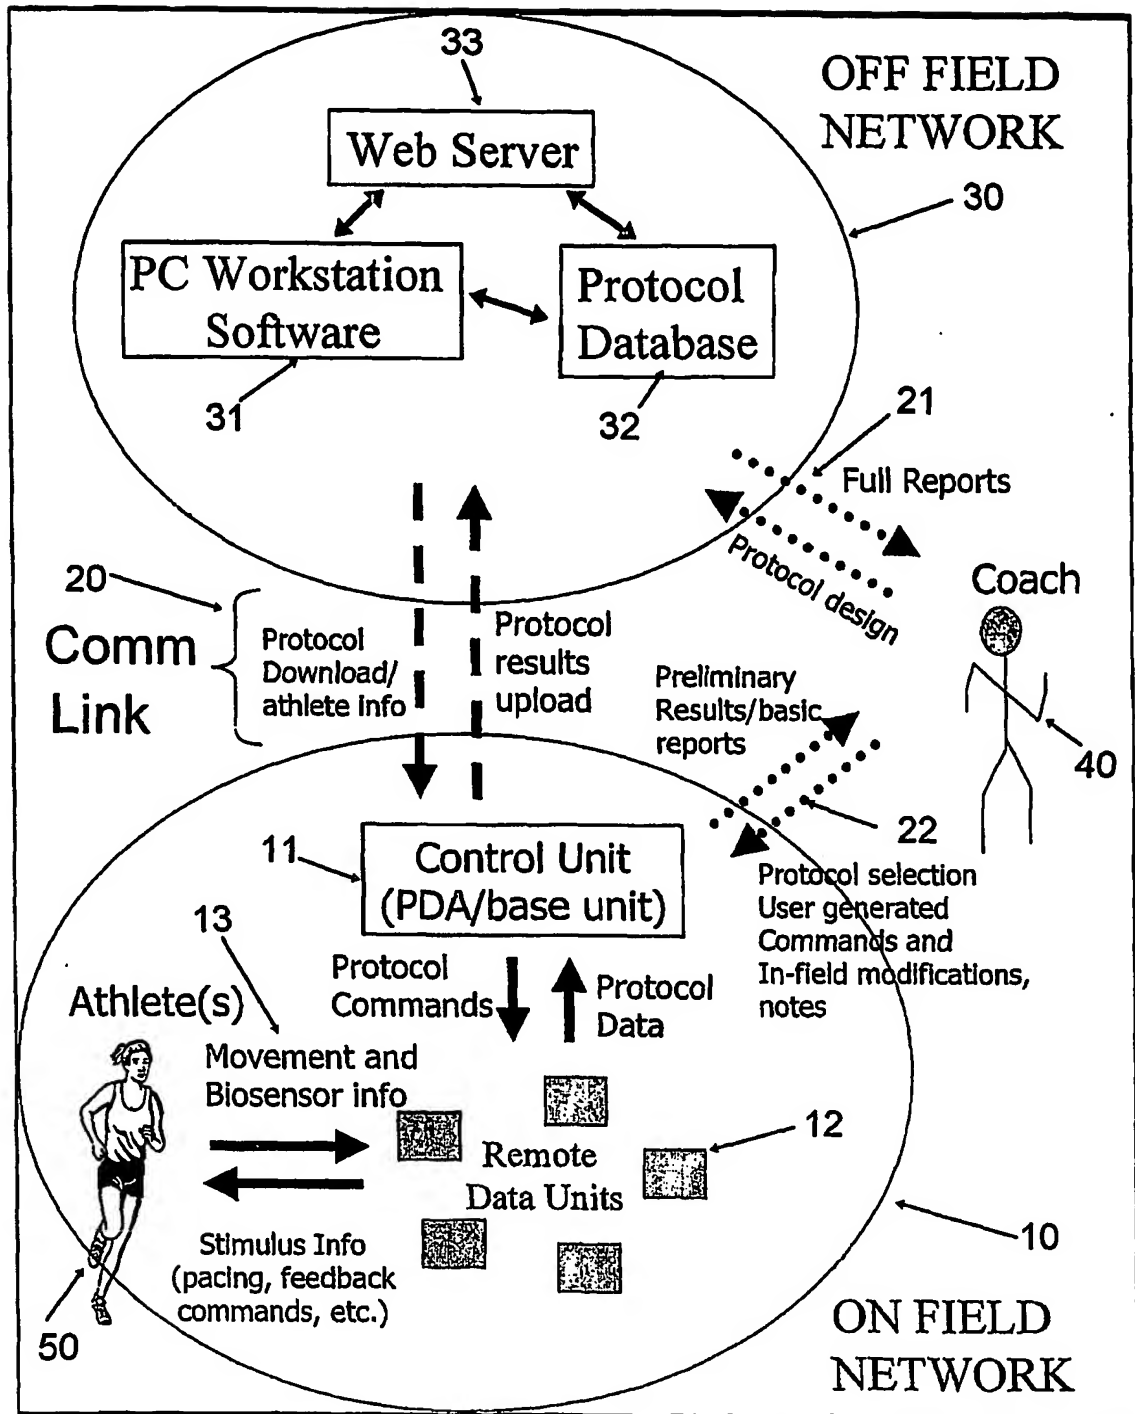 33
OFF FIELD
NETWORK
Web Server
30
PC Workstation
Software
Protocol
Database
31
32
21
Full Reports
Protocol design
Coach
20
Comm
Link
Protocol
Download/
athlete info
Protocol
results
upload
Preliminary
Results/basic
reports
40
22
11
Control Unit
(PDA/base unit)
Protocol selection
User generated
Commands and
In-field modifications,
notes
13
Protocol
Commands
Protocol
Data
Athlete(s)
Movement and
Biosensor info
12
Remote
Data Units
Stimulus Info
(pacing, feedback
commands, etc.)
10
50
ON FIELD
NETWORK